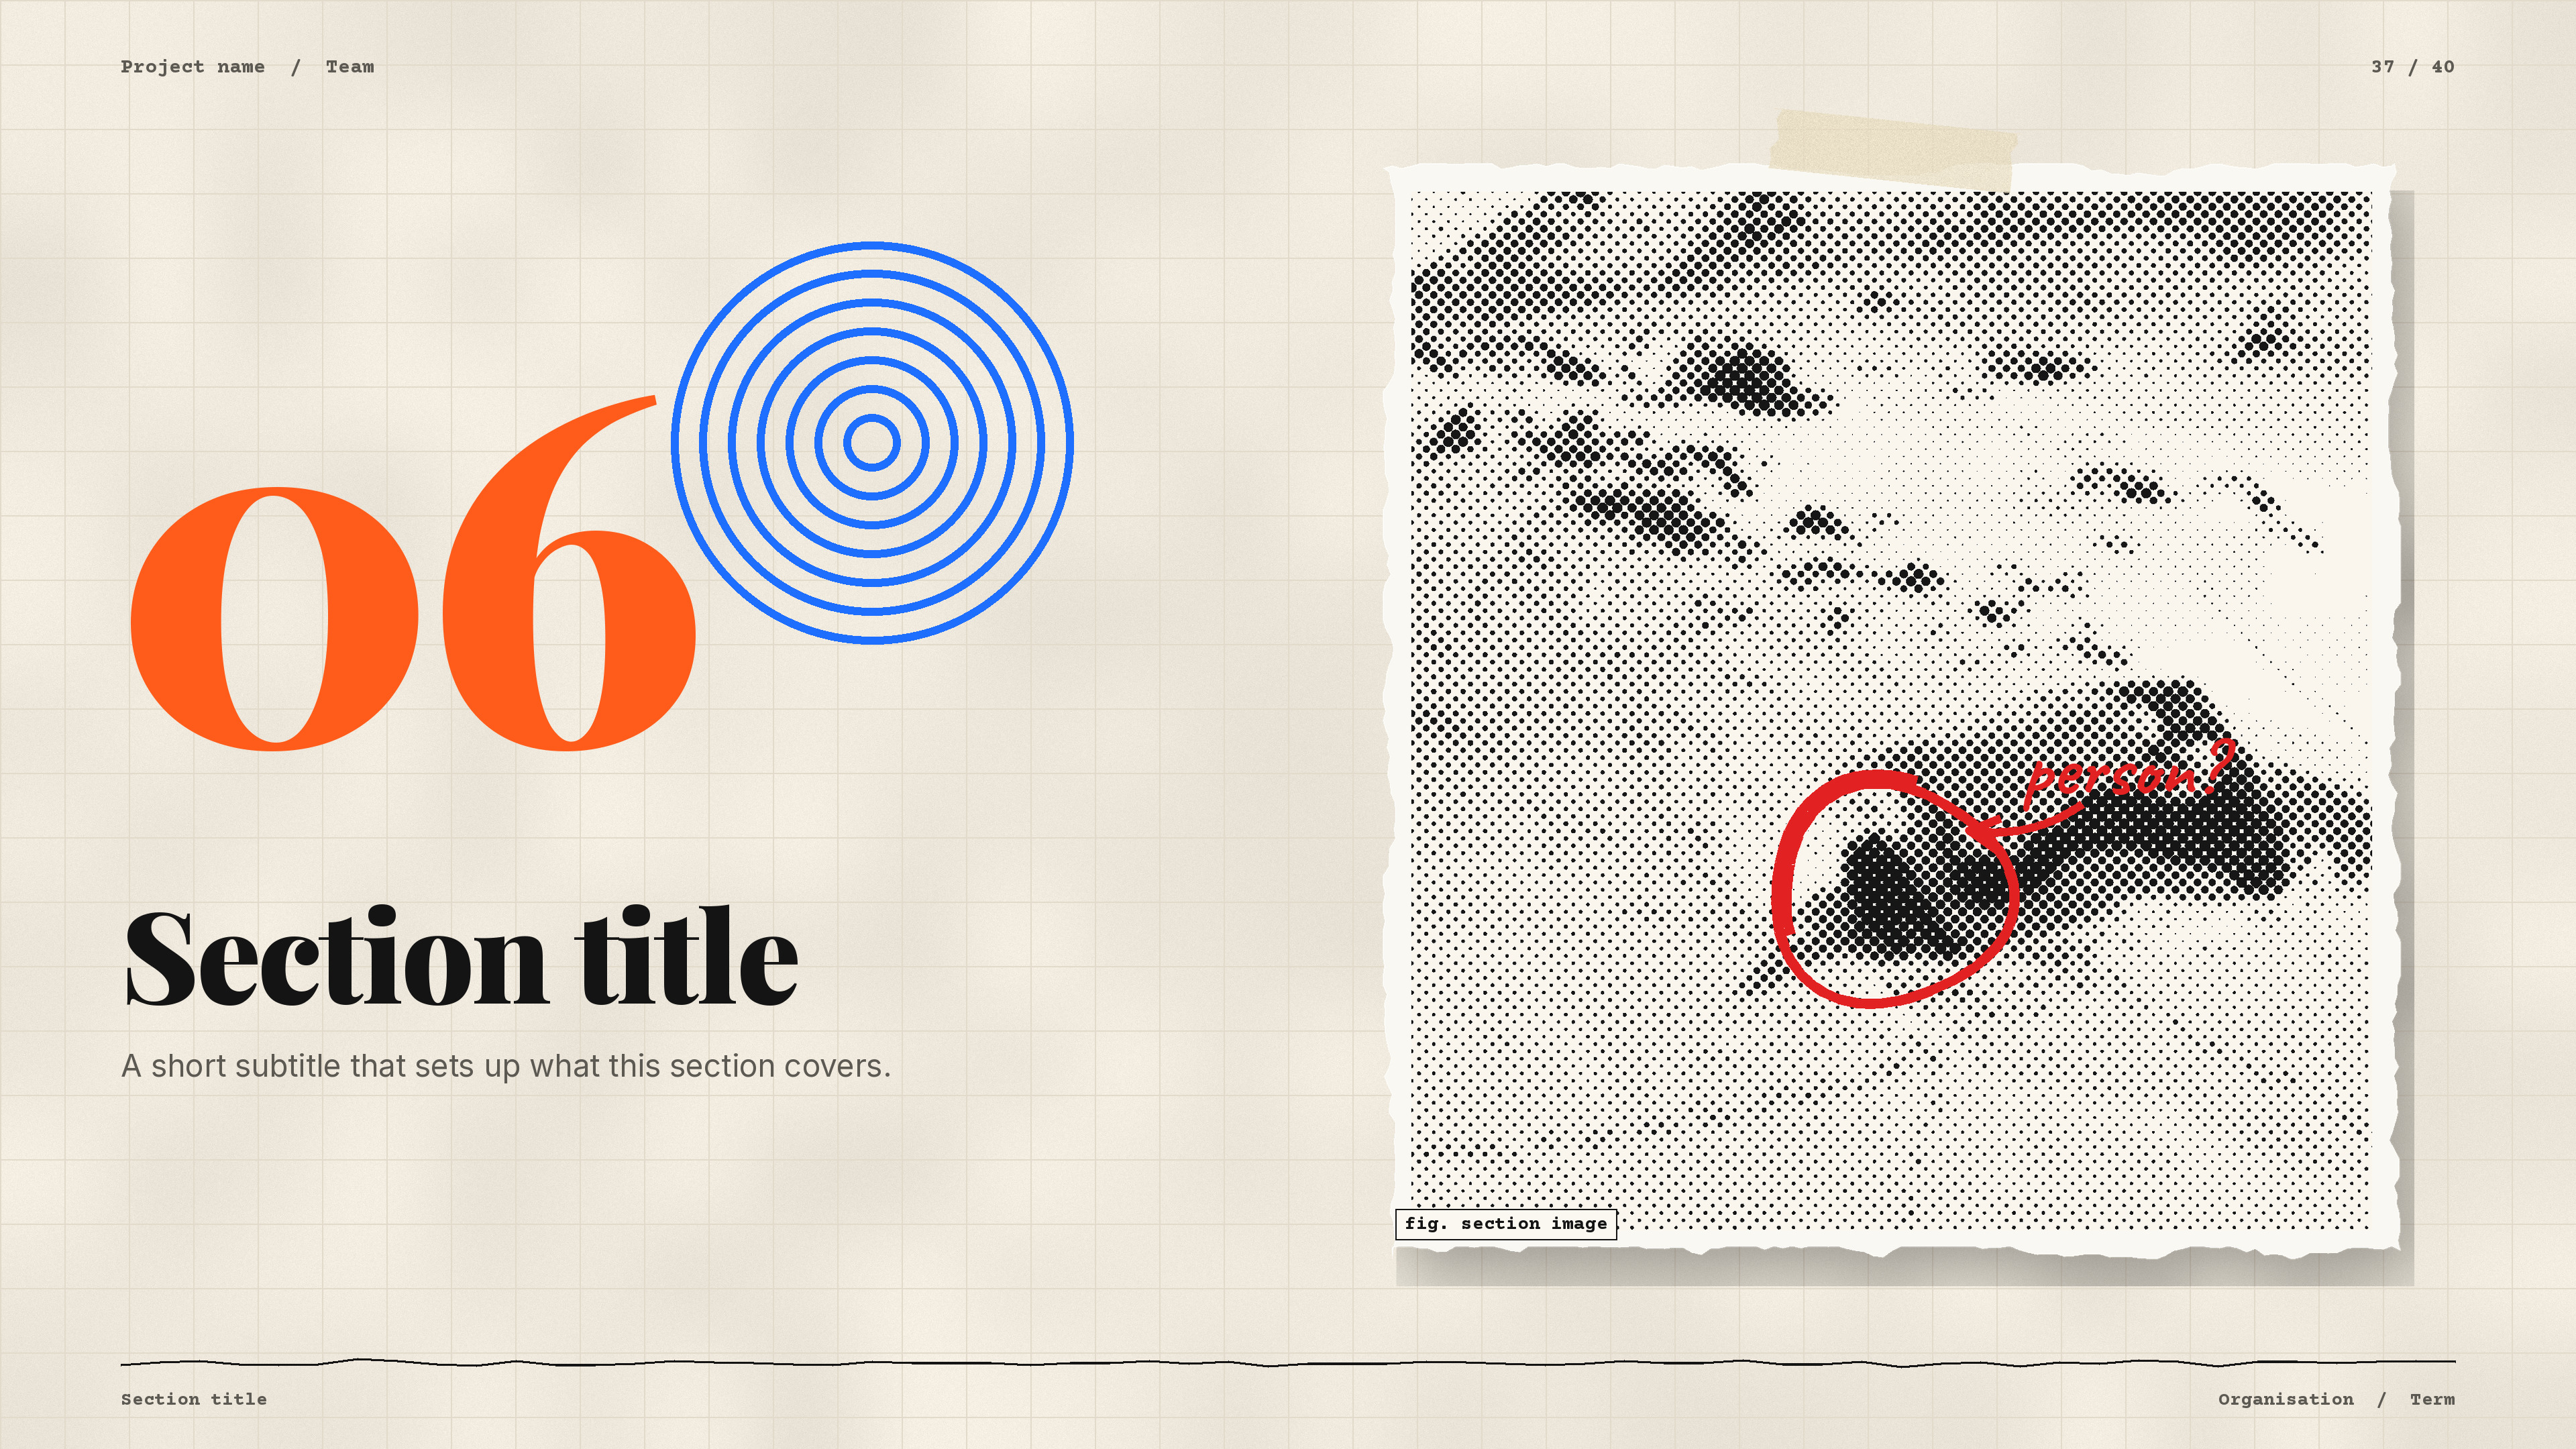 Project name / Team
37 / 40
06
person?
Section title
A short subtitle that sets up what this section covers.
fig. section image
Section title
Organisation / Term